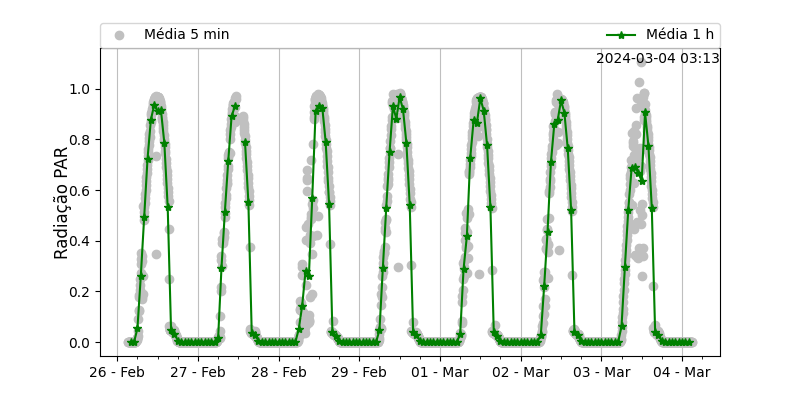 Média 5 min
Média 1 h
2024-03-04 03:13
Radiação PAR
1.0
0.8
0.6
0.4
0.2
0.0
26 - Feb
27 - Feb
28 - Feb
29 - Feb
01 - Mar
02 - Mar
03 - Mar
04 - Mar